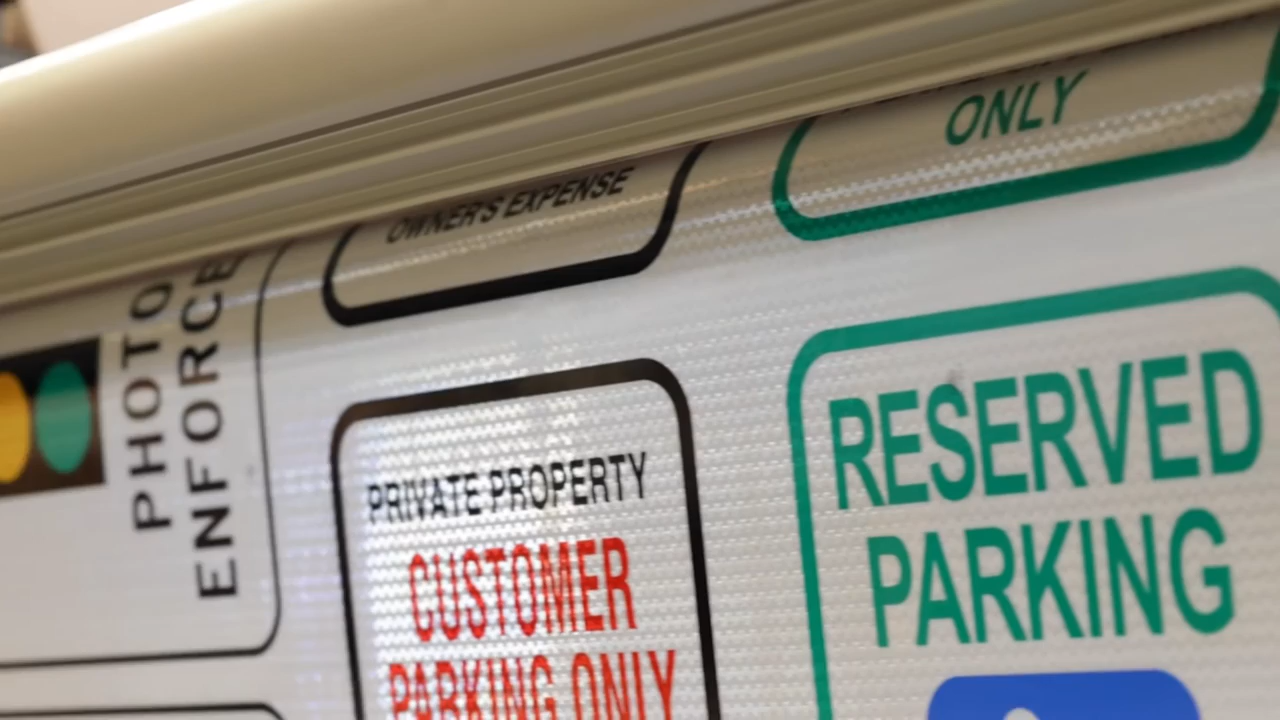 PHOTO
ENFORCE
OWNER'S EXPENSE
ONLY
PRIVATE PROPERTY
CUSTOMER
PARKING ONLY
RESERVED
PARKING